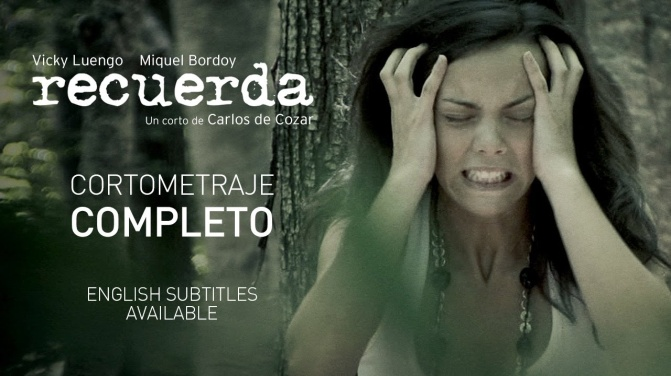 Vicky Luengo Miquel Bordoy
recuerda
Un corto de Carlos de Cozar
CORTOMETRAJE
COMPLETO
ENGLISH SUBTITLES
AVAILABLE